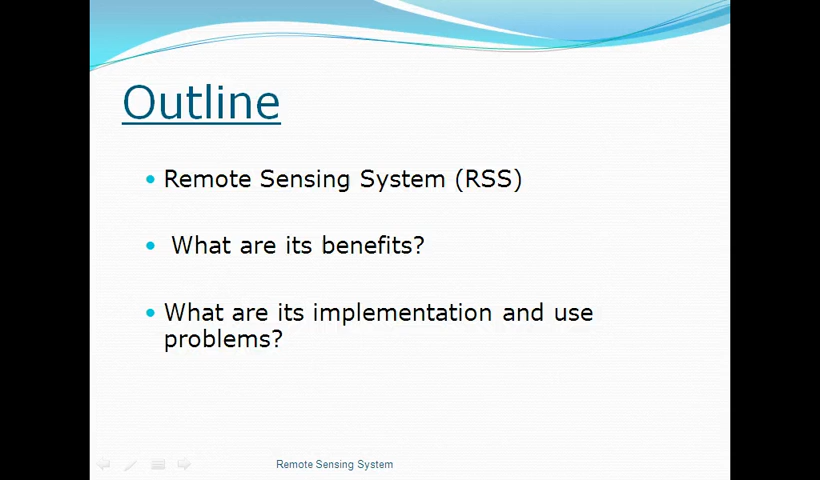 Outline
• Remote Sensing System (RSS)
• What are its benefits?
• What are its implementation and use
problems?
Remote Sensing System